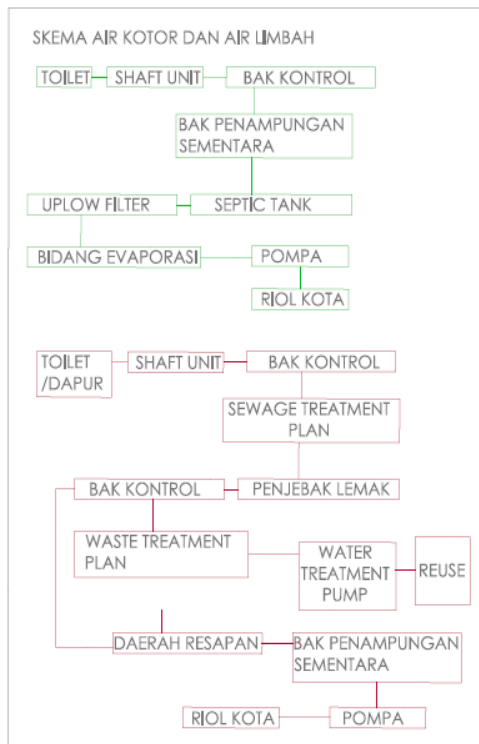 SKEMA AIR KOTOR DAN AIR LIMBAH
TOILET
SHAFT UNIT
BAK KONTROL
BAK PENAMPUNGAN
SEMENTARA
UPLOW FILTER
SEPTIC TANK
BIDANG EVAPORASI
POMPA
RIOL KOTA
TOILET
/DAPUR
SHAFT UNIT
BAK KONTROL
SEWAGE TREATMENT
PLAN
BAK KONTROL
PENJEBAK LEMAK
WASTE TREATMENT
PLAN
WATER
TREATMENT
PUMP
REUSE
DAERAH RESAPAN
BAK PENAMPUNGAN
SEMENTARA
RIOL KOTA
POMPA